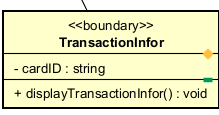 <<boundary>>
TransactionInfor
- cardID : string
+ displayTransactionInfor() : void